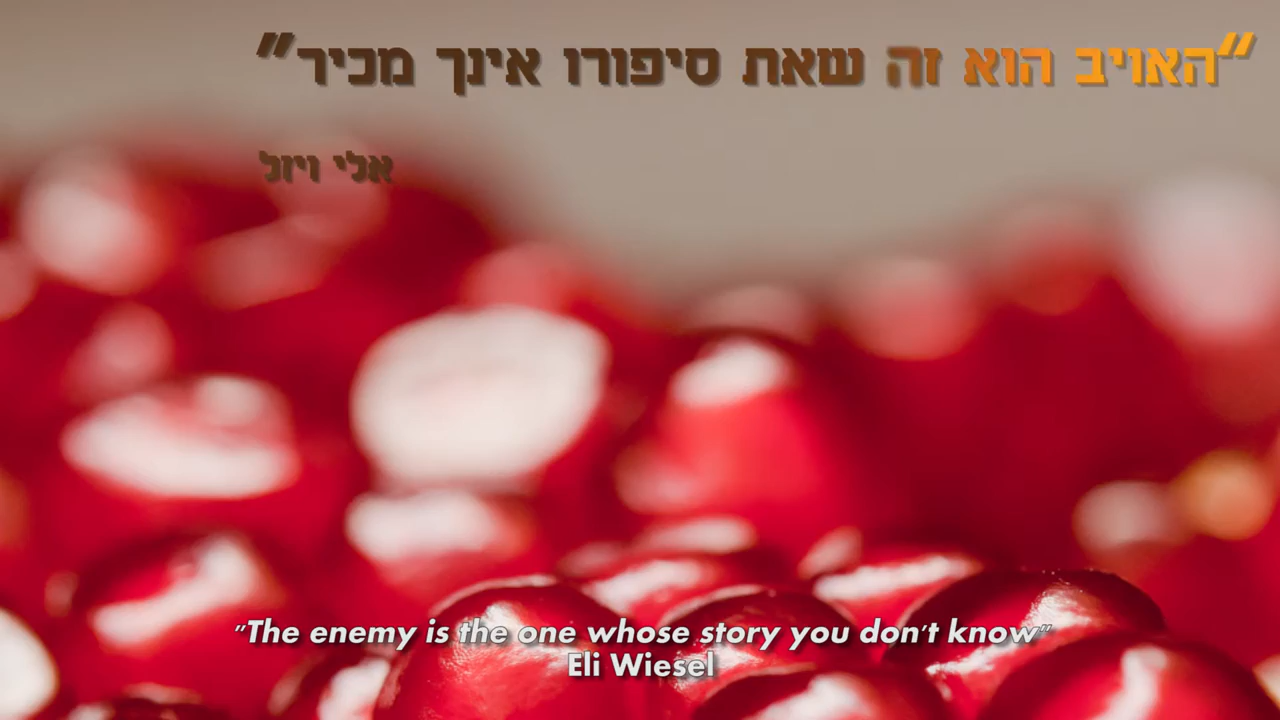 "האויב הוא זה שאת סיפורו אינך מכיר"
אלי ויזל
"The enemy is the one whose story you don't know"
Eli Wiesel